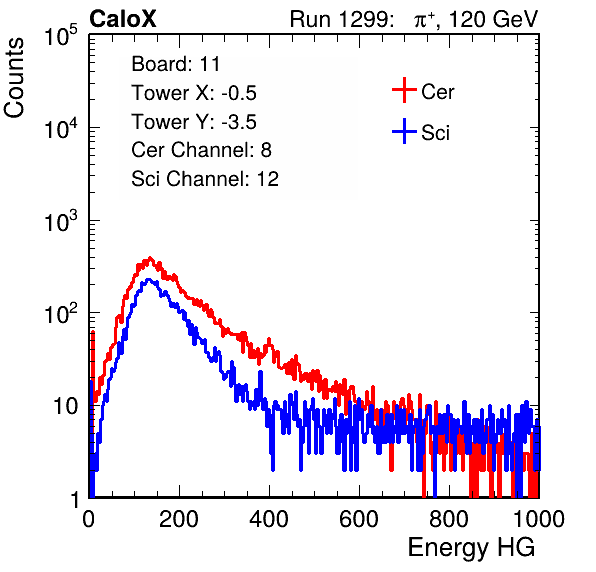 CaloX Run 1299: π⁺, 120 GeV
Counts
Board: 11
Tower X: -0.5
Tower Y: -3.5
Cer Channel: 8
Sci Channel: 12
Cer
Sci
10⁵
10⁴
10³
10²
10
1
0 200 400 600 800 1000
Energy HG